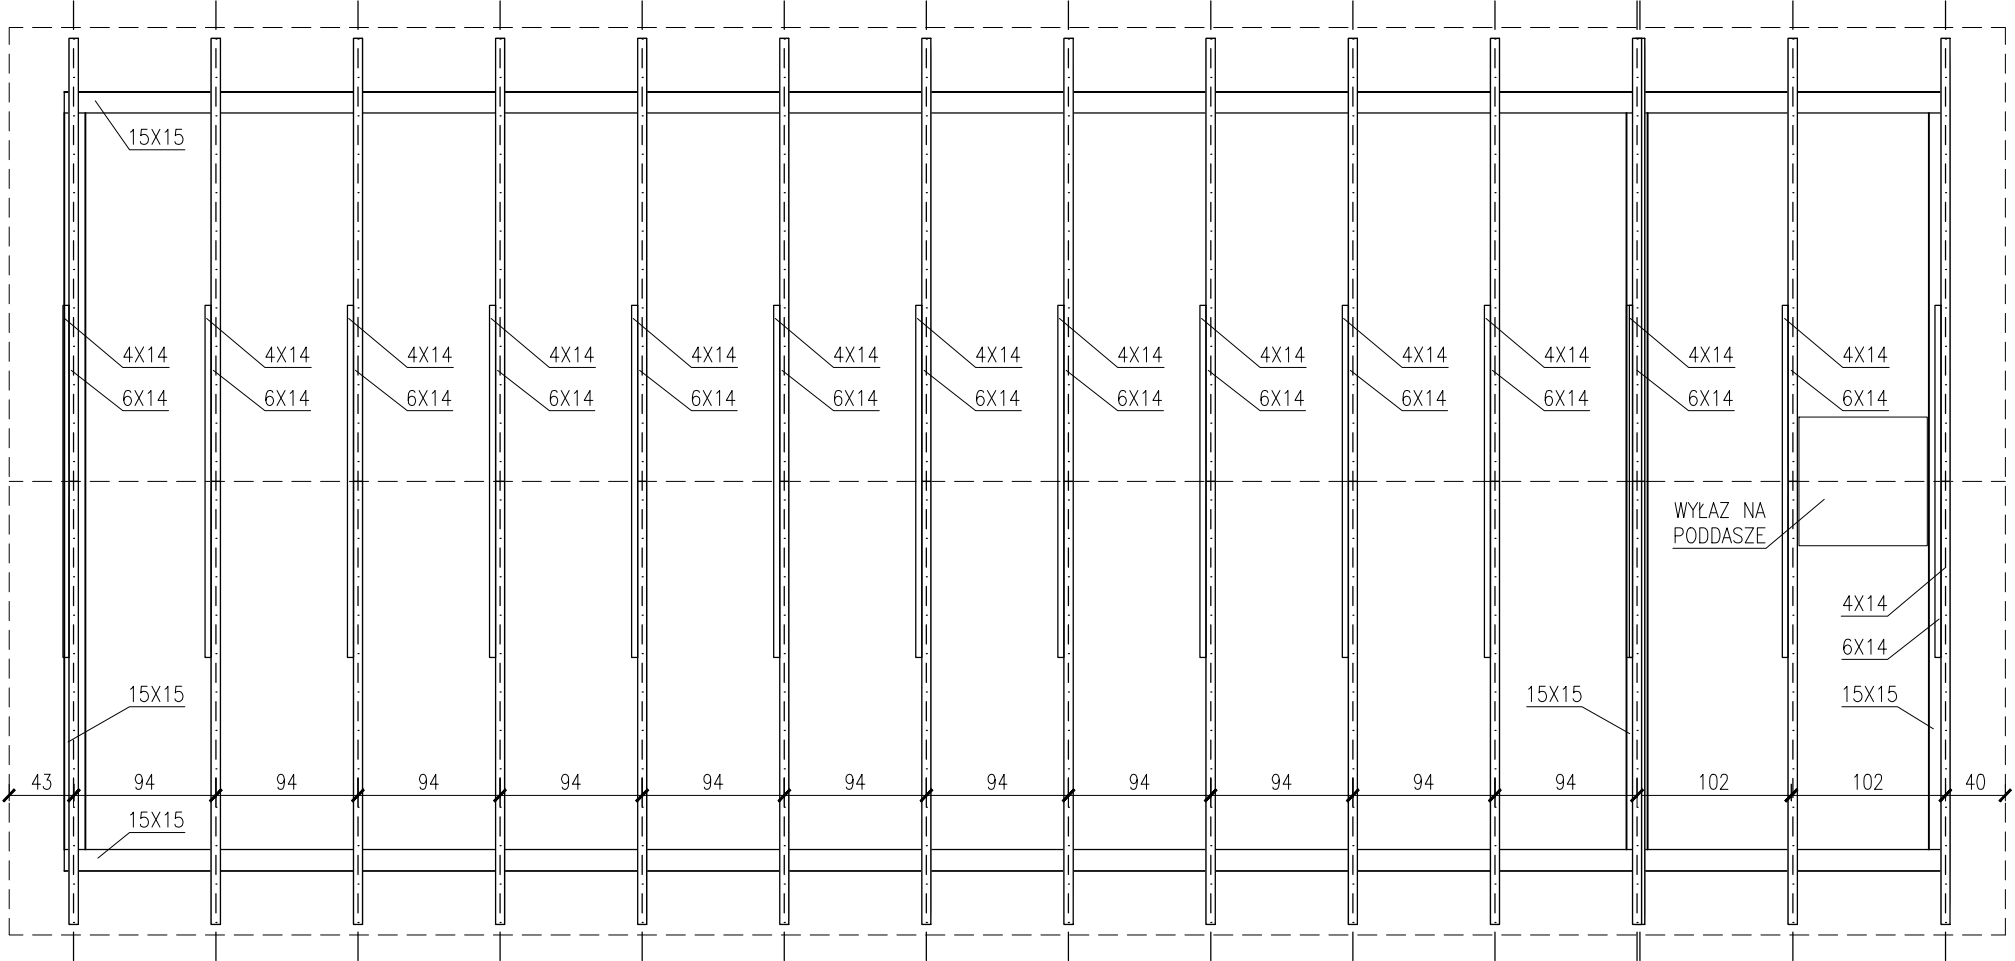 15X15
4X14 4X14 4X14 4X14 4X14 4X14 4X14 4X14 4X14 4X14 4X14 4X14 4X14
6X14 6X14 6X14 6X14 6X14 6X14 6X14 6X14 6X14 6X14 6X14 6X14 6X14
WYŁAZ NA
PODDASZE
4X14
6X14
15X15 15X15 15X15
43 94 94 94 94 94 94 94 94 94 94 94 102 102 40
15X15